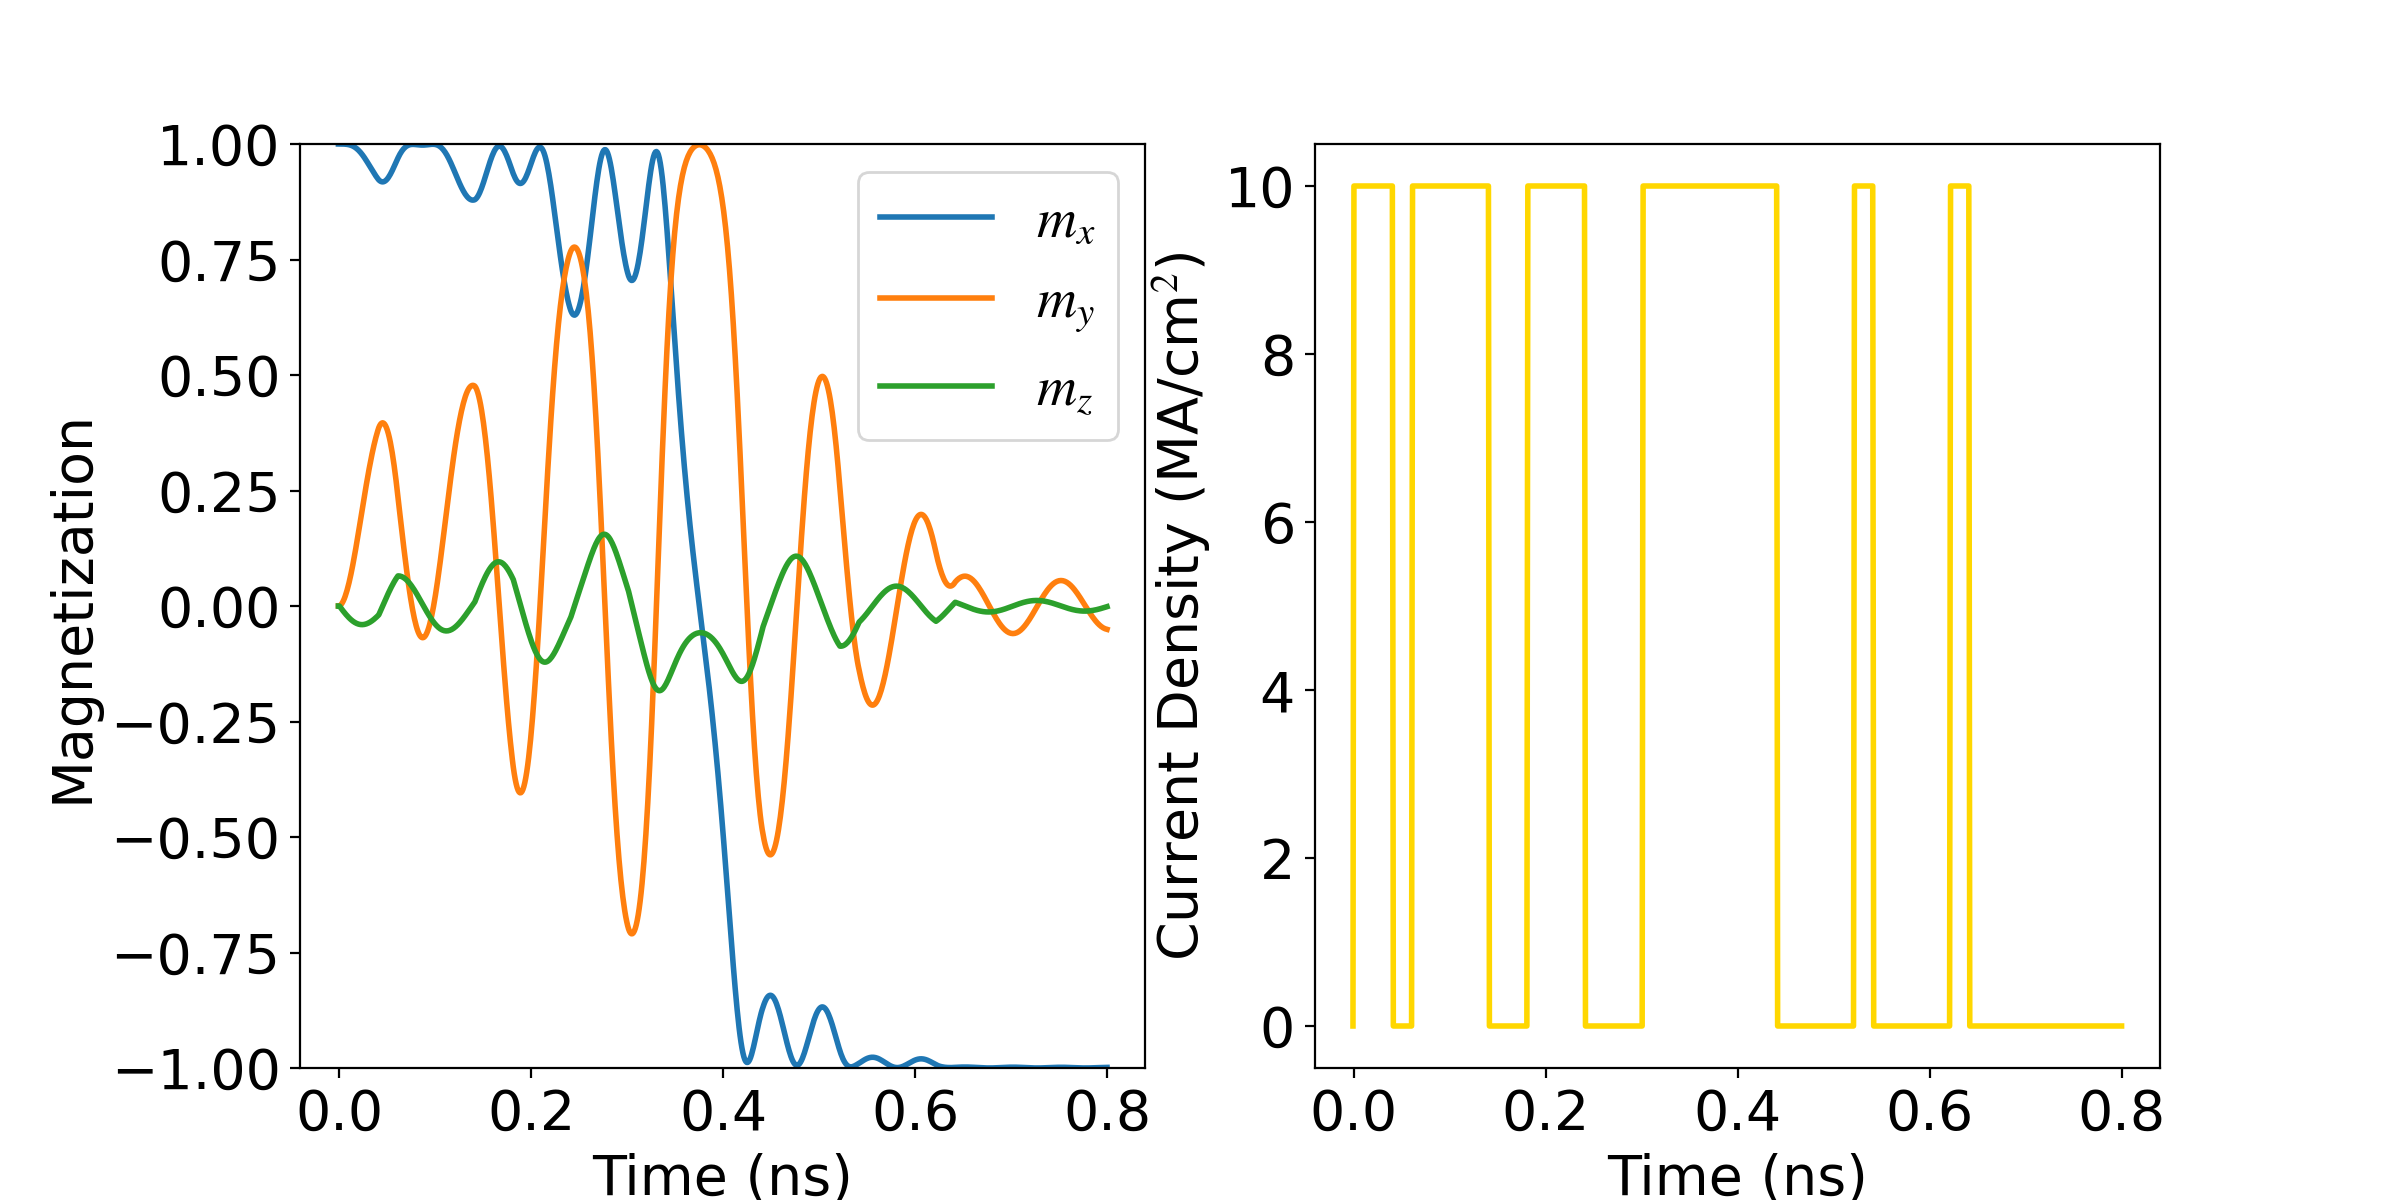 Magnetization
1.00
0.75
0.50
0.25
0.00
−0.25
−0.50
−0.75
−1.00
0.0 0.2 0.4 0.6 0.8
Time (ns)
m_x
m_y
m_z
Current Density (MA/cm²)
10
8
6
4
2
0
0.0 0.2 0.4 0.6 0.8
Time (ns)